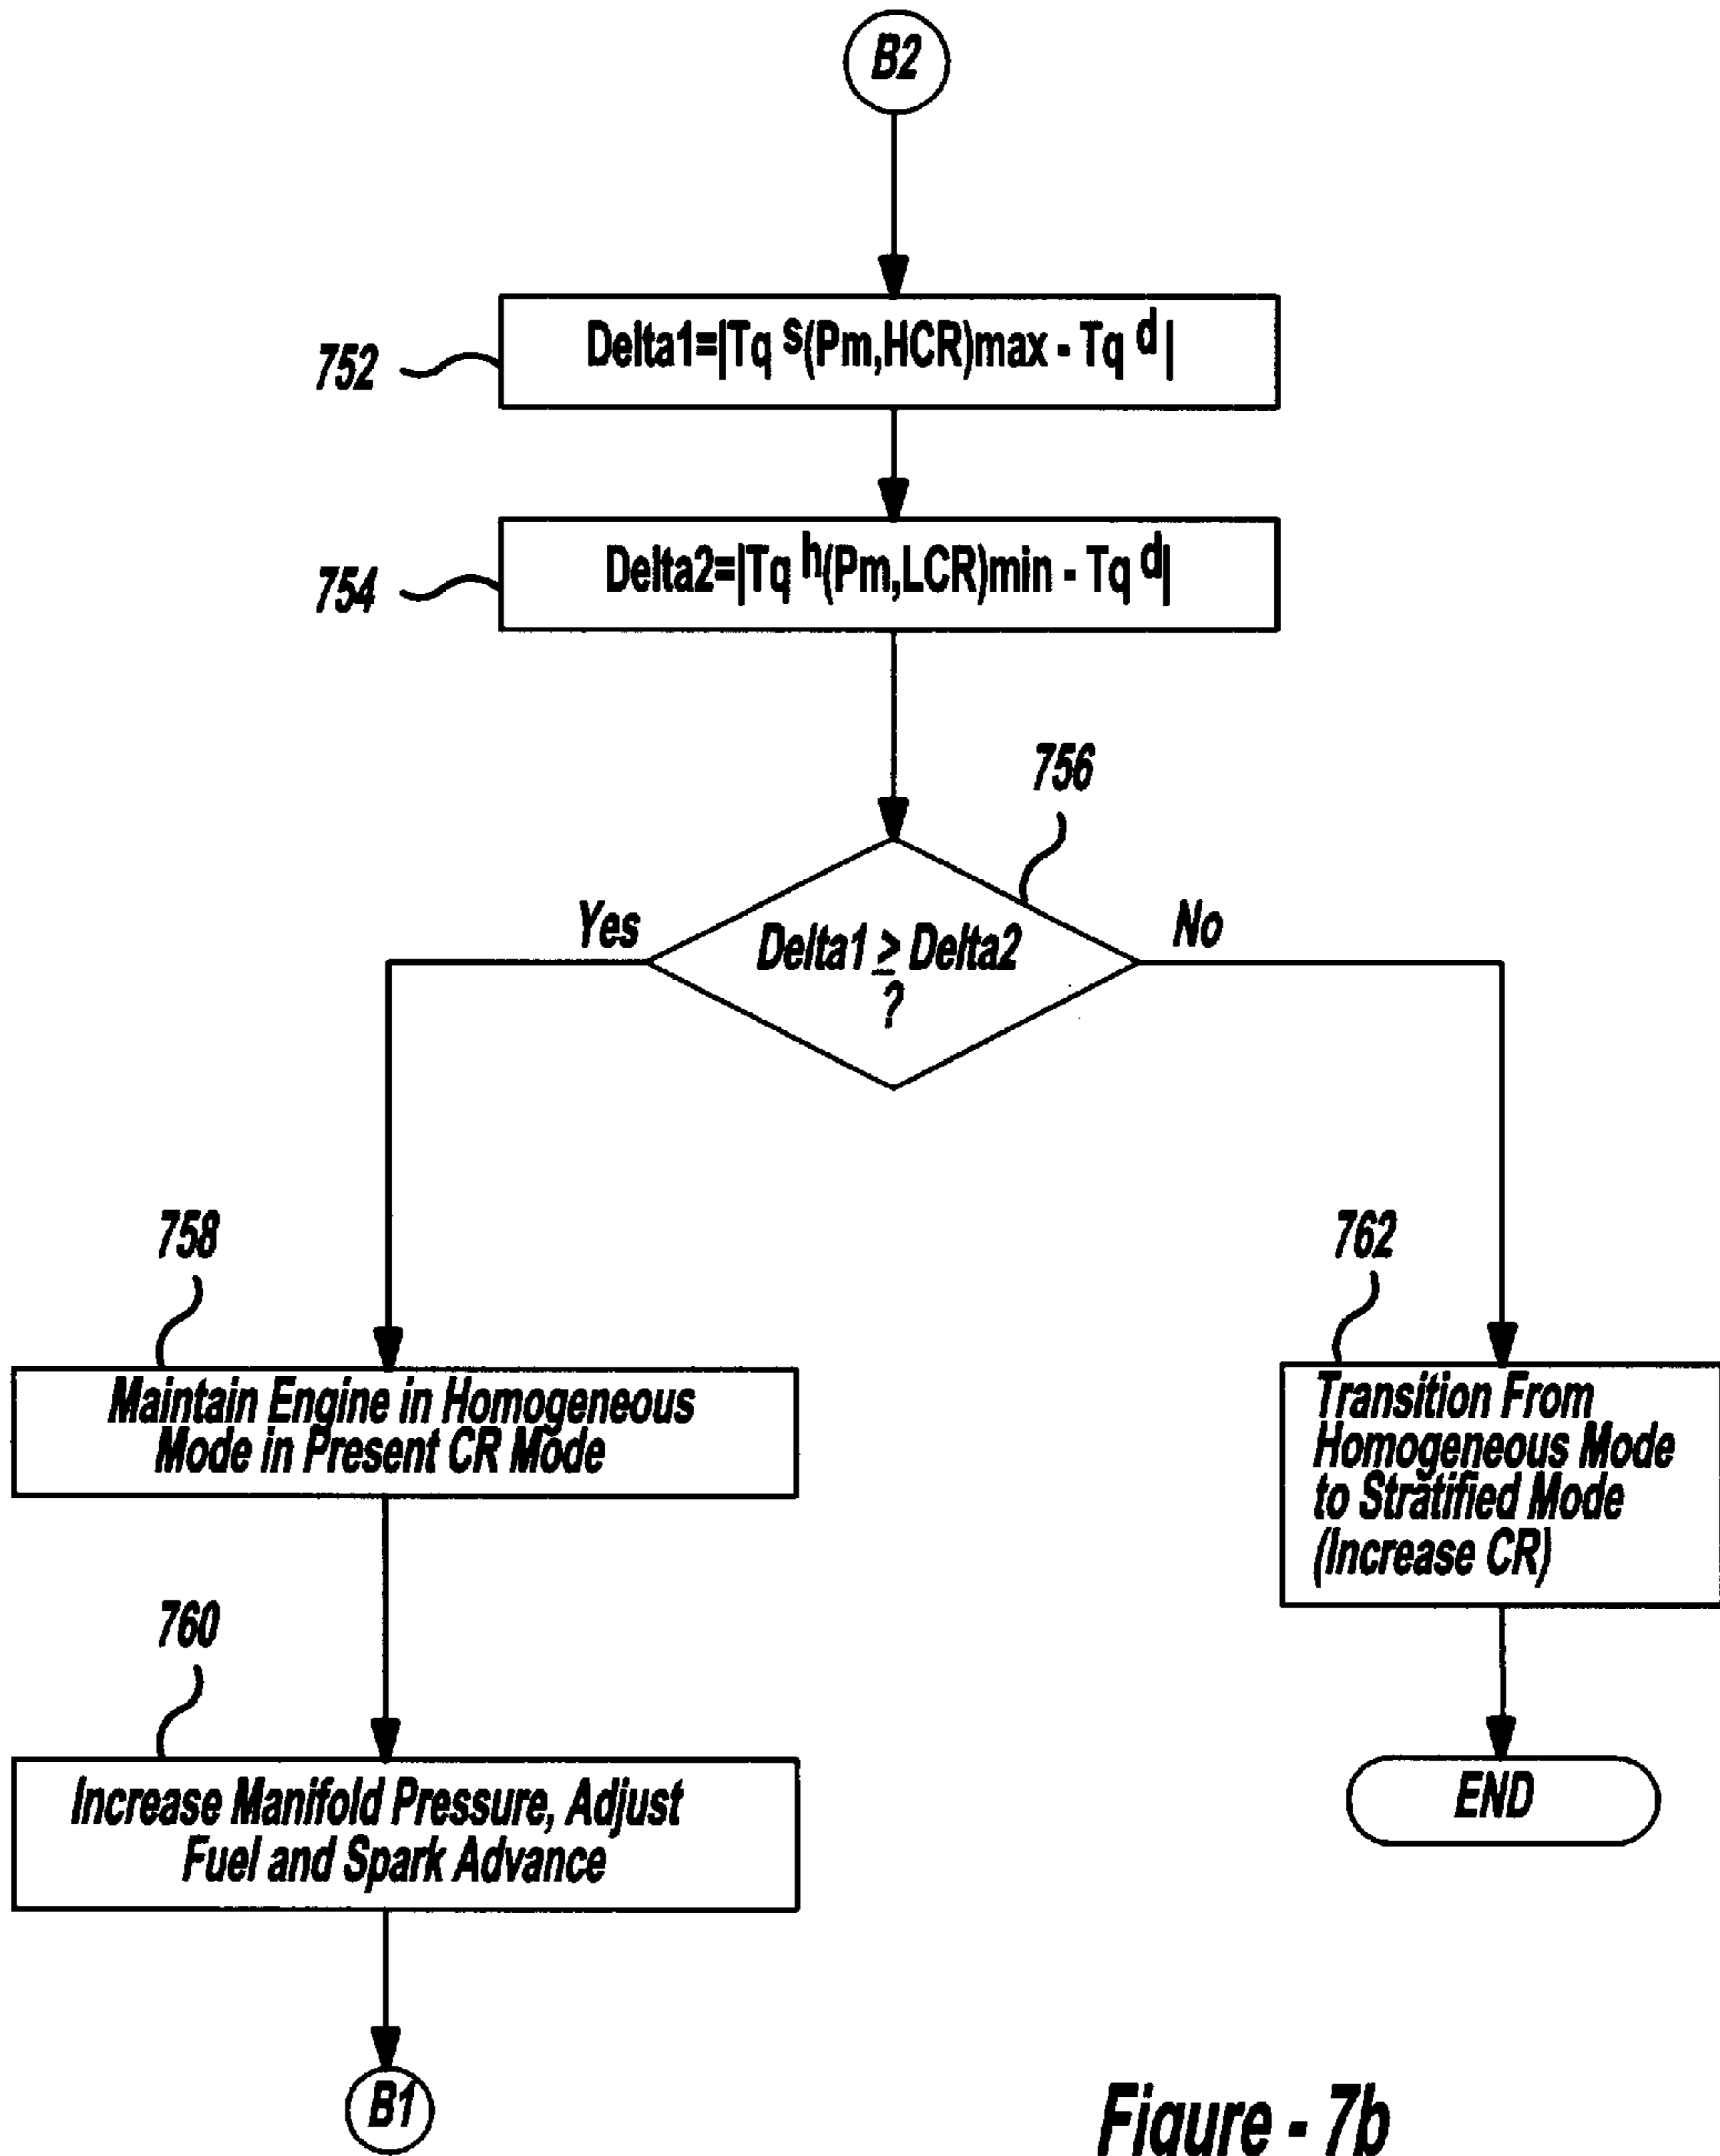 B2
752
Delta1=|Tq s(Pm,HCR)max - Tq d|
754
Delta2=|Tq h(Pm,LCR)min - Tq d|
756
Yes
Delta1 ≥ Delta2
?
No
758
Maintain Engine in Homogeneous
Mode in Present CR Mode
762
Transition From
Homogeneous Mode
to Stratified Mode
(Increase CR)
760
Increase Manifold Pressure, Adjust
Fuel and Spark Advance
END
B1
Figure - 7b